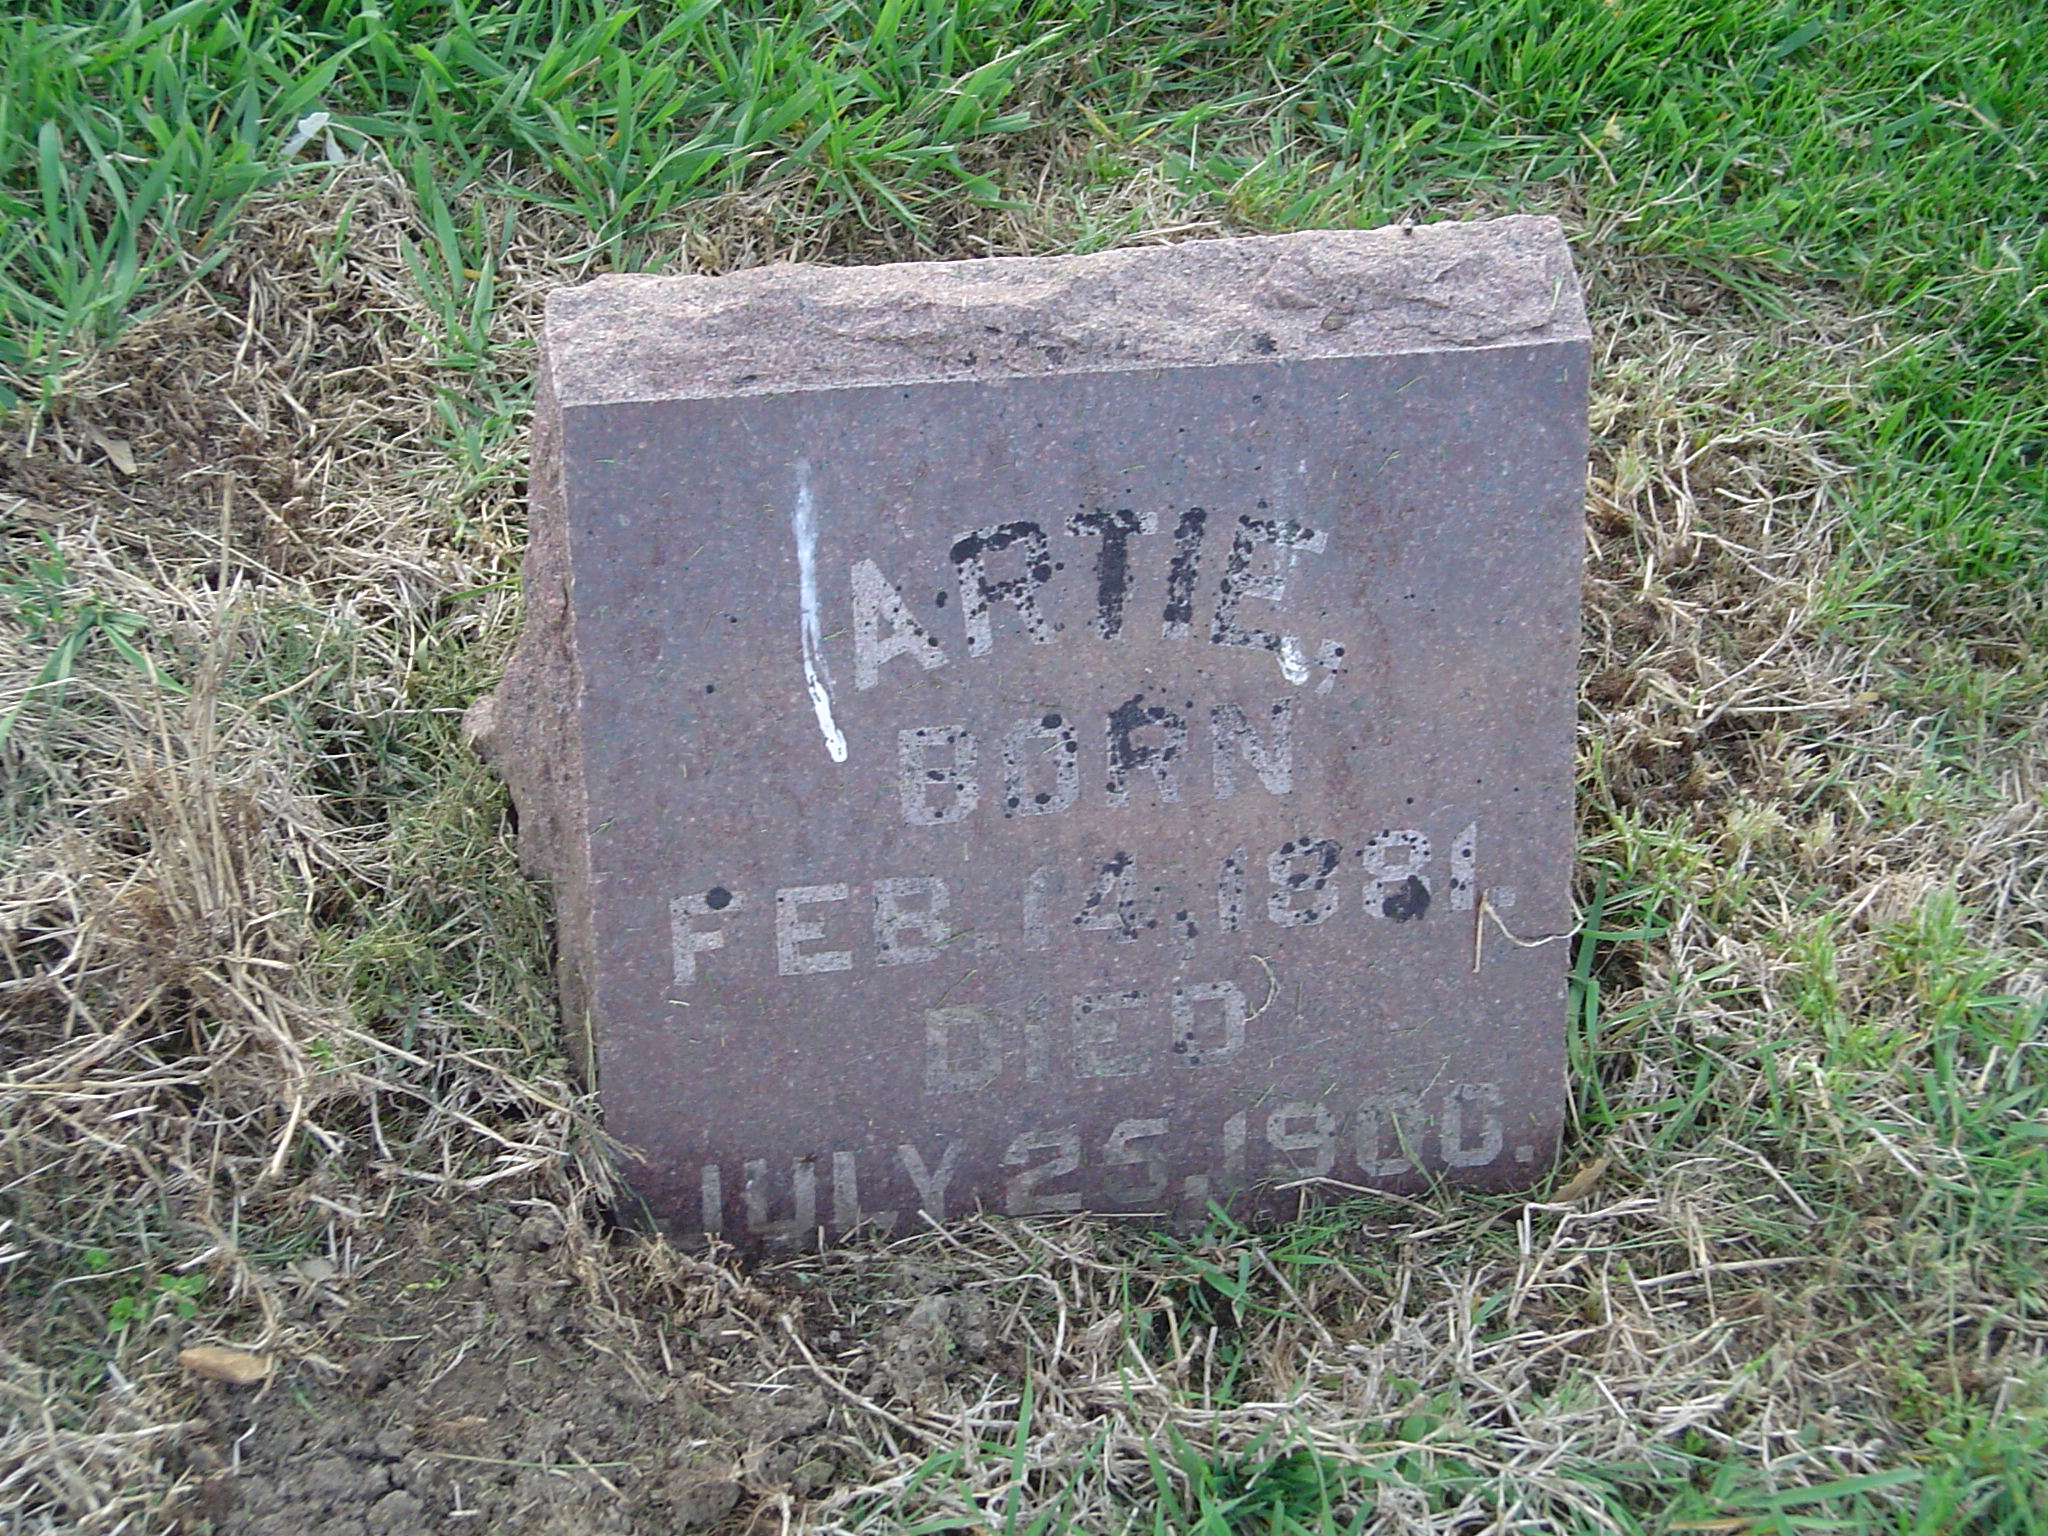 ARTIE,
BORN
FEB. 14, 1881.
DIED
JULY 25, 1900.